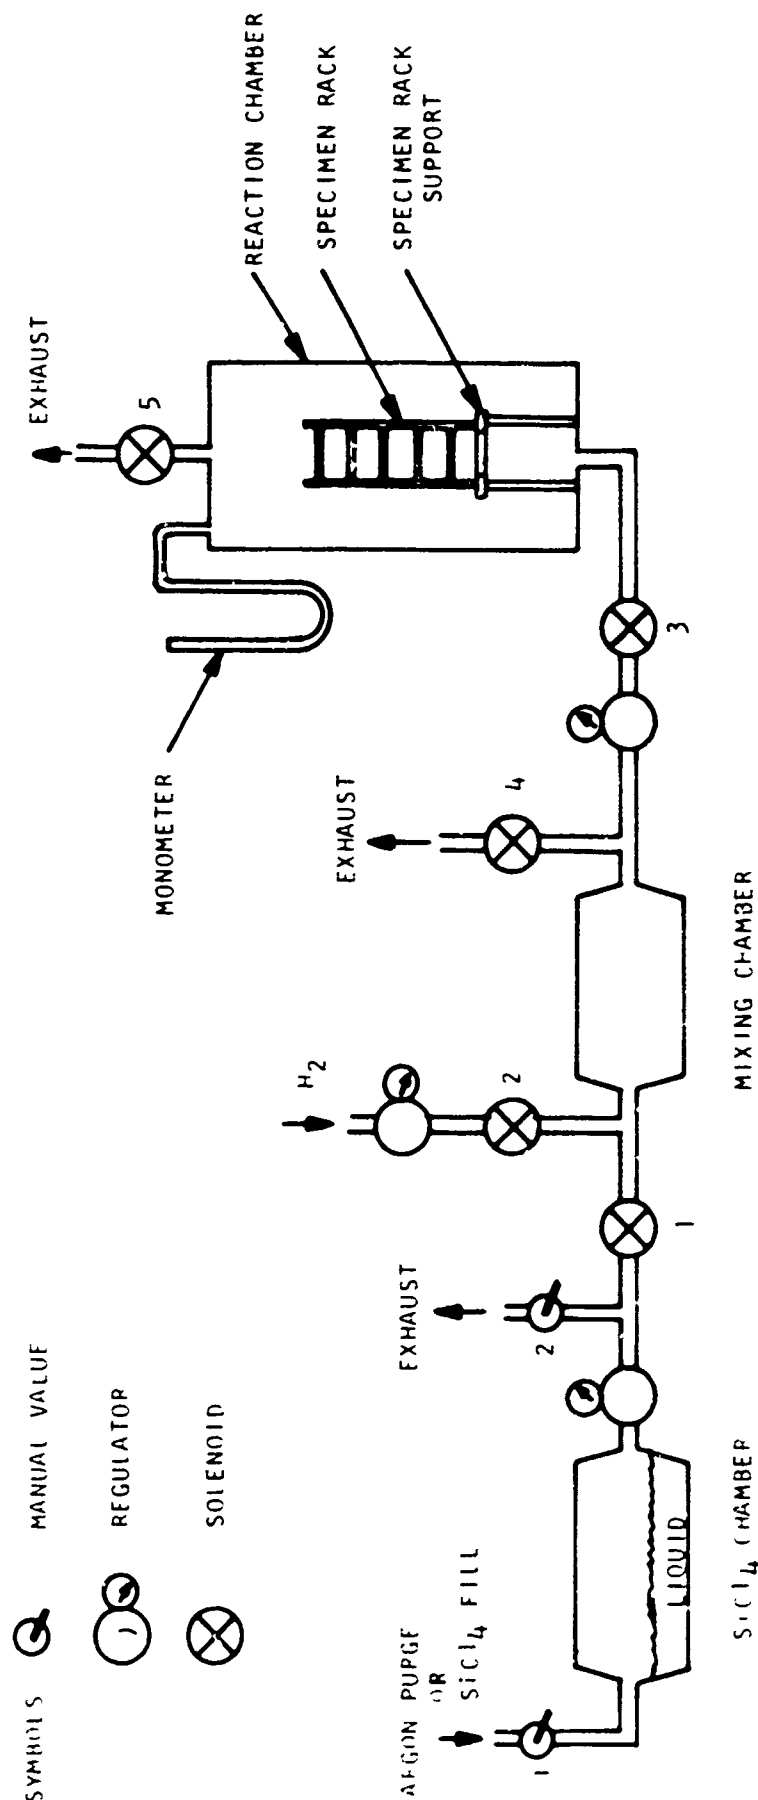 SYMBOLS
MANUAL VALUE
REGULATOR
SOLENOID
ARGON PURGE
OR
SiCl4 FILL
1
LIQUID
SiCl4 CHAMBER
EXHAUST
2
1
H2
2
MIXING CHAMBER
EXHAUST
4
3
MONOMETER
EXHAUST
5
REACTION CHAMBER
SPECIMEN RACK
SPECIMEN RACK
SUPPORT